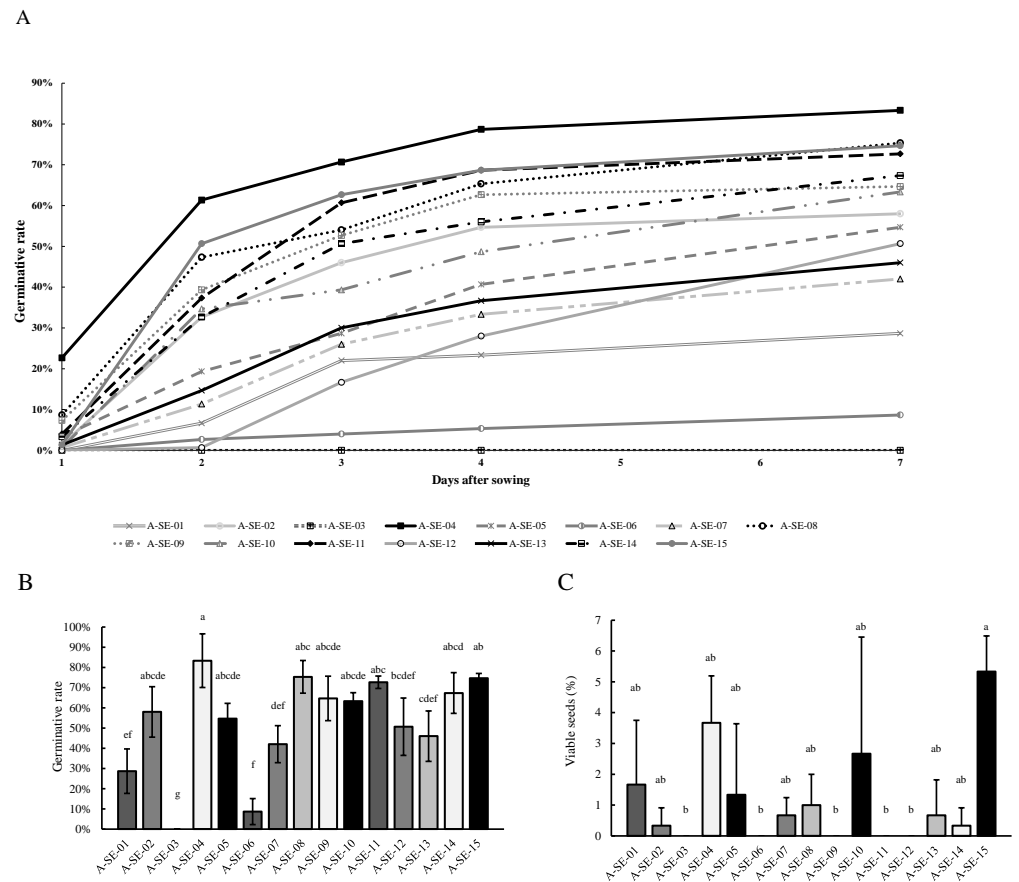 A
90%
80%
70%
60%
50%
40%
30%
20%
10%
0%
Germinative rate
1 2 3 4 5 6 7
Days after sowing
A-SE-01 A-SE-02 A-SE-03 A-SE-04 A-SE-05 A-SE-06 A-SE-07 A-SE-08
A-SE-09 A-SE-10 A-SE-11 A-SE-12 A-SE-13 A-SE-14 A-SE-15
B
100%
90%
80%
70%
60%
50%
40%
30%
20%
10%
0%
Germinative rate
ef abcde g a abcde f def abc abcde abcde abc bcdef cdef abcd ab
A-SE-01 A-SE-02 A-SE-03 A-SE-04 A-SE-05 A-SE-06 A-SE-07 A-SE-08 A-SE-09 A-SE-10 A-SE-11 A-SE-12 A-SE-13 A-SE-14 A-SE-15
C
7
6
5
4
3
2
1
0
Viable seeds (%)
ab ab b ab ab b ab ab b ab b b ab ab a
A-SE-01 A-SE-02 A-SE-03 A-SE-04 A-SE-05 A-SE-06 A-SE-07 A-SE-08 A-SE-09 A-SE-10 A-SE-11 A-SE-12 A-SE-13 A-SE-14 A-SE-15